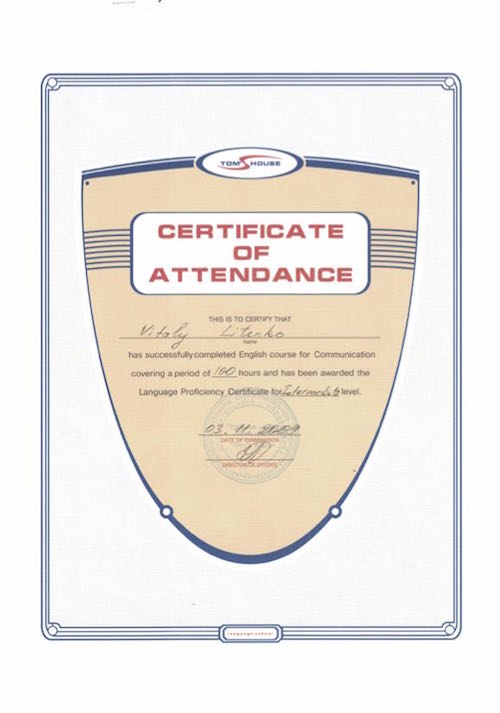 TOM'S HOUSE
CERTIFICATE
OF
ATTENDANCE
THIS IS TO CERTIFY THAT
Vitaly Litenko
name
has successfully completed English course for Communication
covering a period of 100 hours and has been awarded the
Language Proficiency Certificate for Intermediate level.
03. 11. 2009
DATE OF EXAMINATION
DIRECTOR OF STUDIES
language school